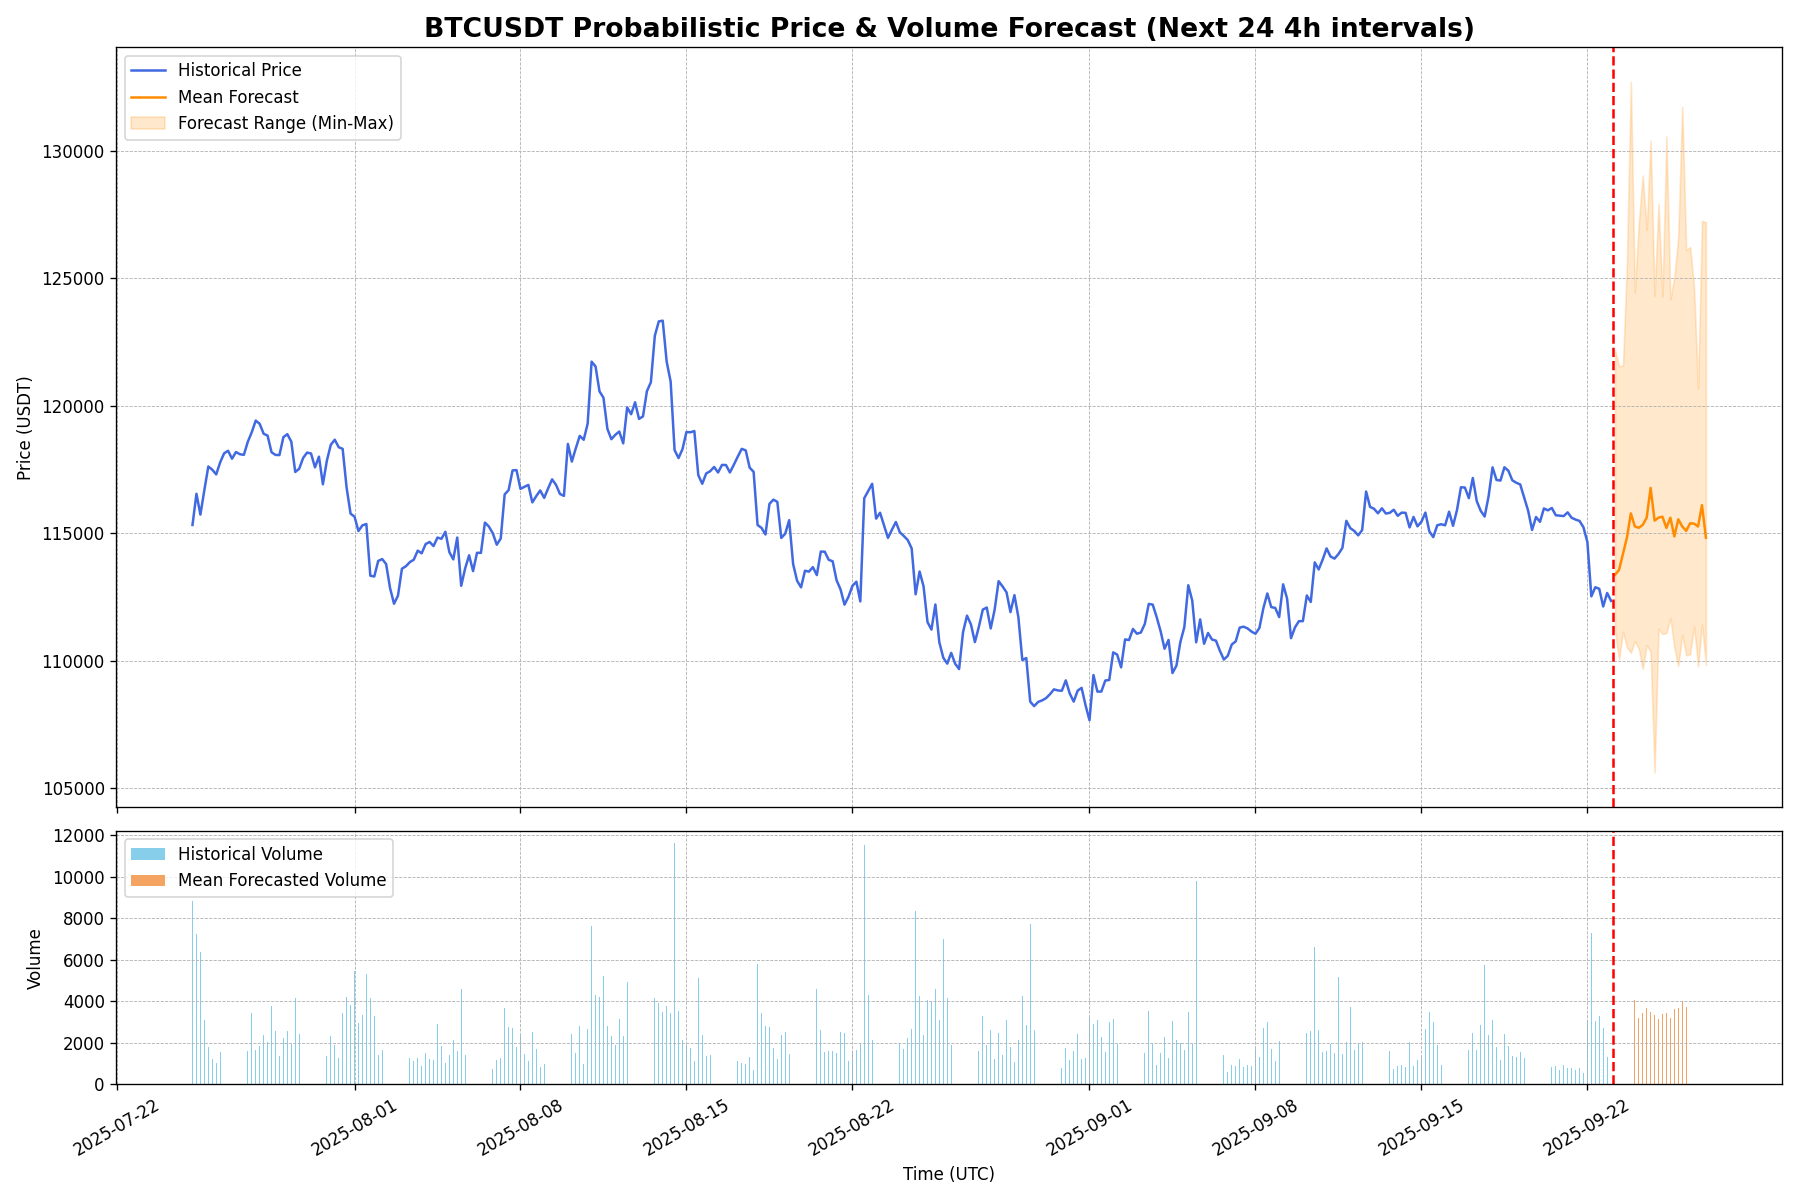 BTCUSDT Probabilistic Price & Volume Forecast (Next 24 4h intervals)
Historical Price
Mean Forecast
Forecast Range (Min-Max)
130000
125000
120000
115000
110000
105000
Price (USDT)
Historical Volume
Mean Forecasted Volume
12000
10000
8000
6000
4000
2000
0
Volume
2025-07-22
2025-08-01
2025-08-08
2025-08-15
2025-08-22
2025-09-01
2025-09-08
2025-09-15
2025-09-22
Time (UTC)